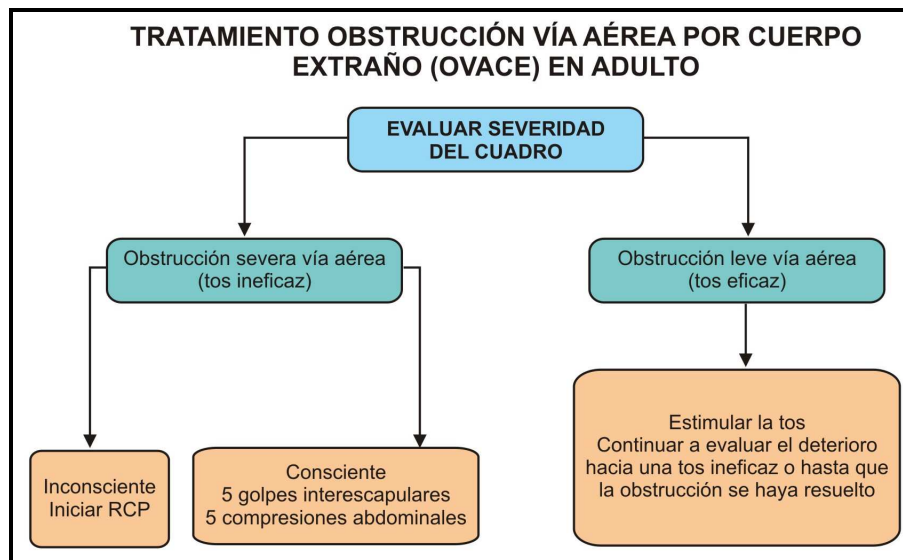 TRATAMIENTO OBSTRUCCIÓN VÍA AÉREA POR CUERPO
EXTRAÑO (OVACE) EN ADULTO
EVALUAR SEVERIDAD
DEL CUADRO
Obstrucción severa vía aérea
(tos ineficaz)
Obstrucción leve vía aérea
(tos eficaz)
Inconsciente
Iniciar RCP
Consciente
5 golpes interescapulares
5 compresiones abdominales
Estimular la tos
Continuar a evaluar el deterioro
hacia una tos ineficaz o hasta que
la obstrucción se haya resuelto